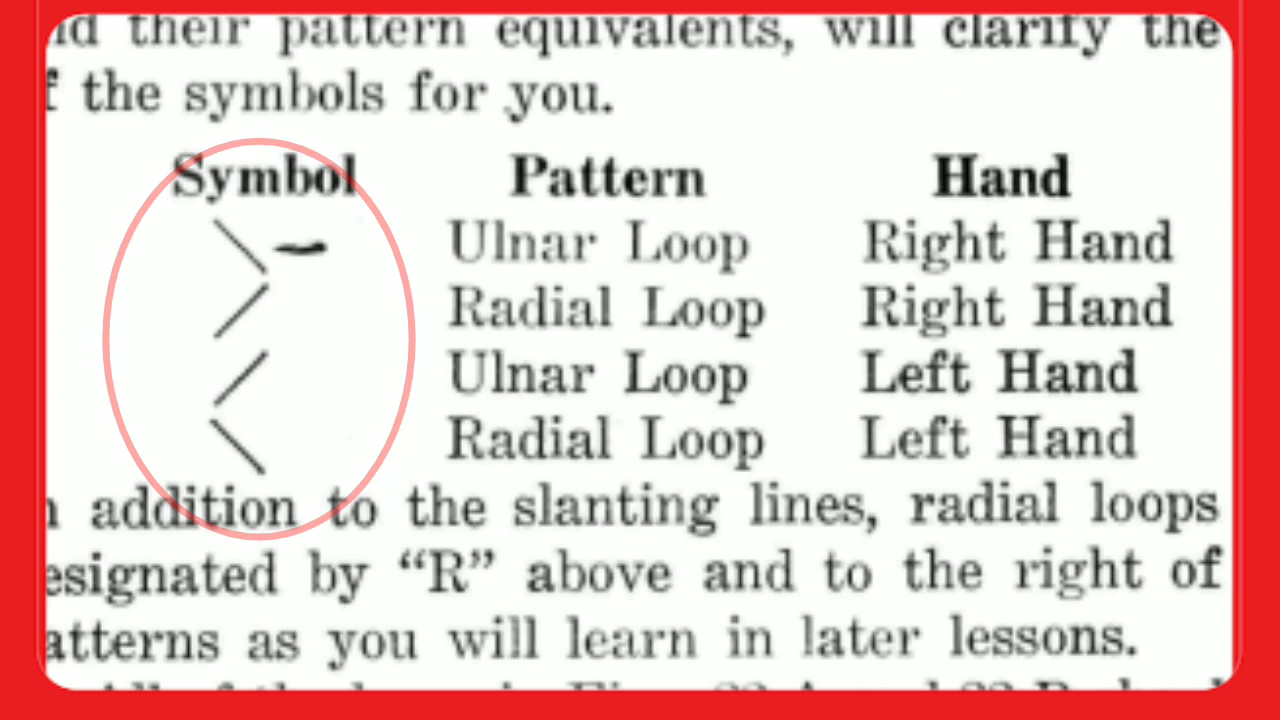 their pattern equivalents, will clarify the
the symbols for you.
Symbol Pattern Hand
\ Ulnar Loop Right Hand
/ Radial Loop Right Hand
/ Ulnar Loop Left Hand
\ Radial Loop Left Hand
addition to the slanting lines, radial loops
esignated by “R” above and to the right of
atterns as you will learn in later lessons.